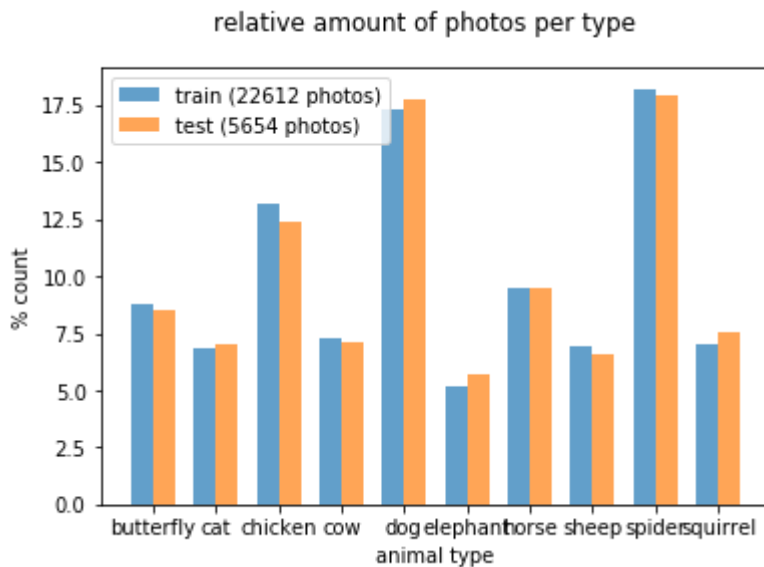 relative amount of photos per type
train (22612 photos)
test (5654 photos)
17.5
15.0
12.5
10.0
7.5
5.0
2.5
0.0
% count
butterfly cat chicken cow dog elephant horse sheep spider squirrel
animal type